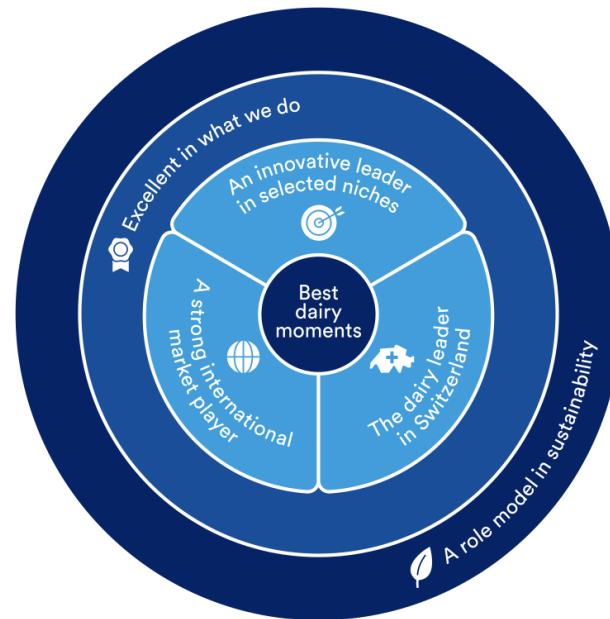 Excellent in what we do
An innovative leader
in selected niches
Best
dairy
moments
A strong international
market player
The dairy leader
in Switzerland
A role model in sustainability